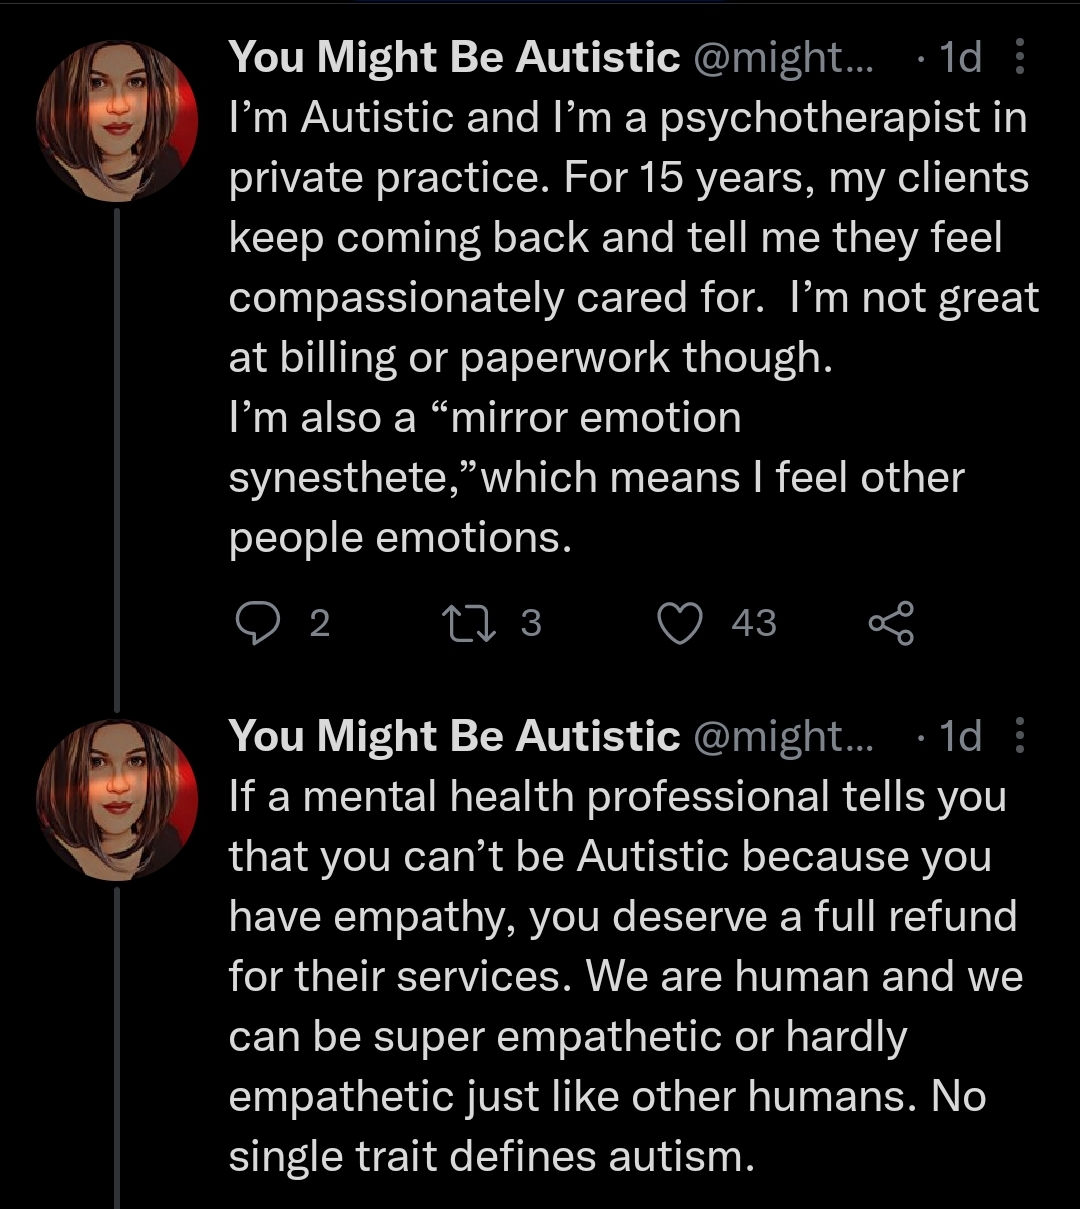 You Might Be Autistic @might... · 1d
I’m Autistic and I’m a psychotherapist in
private practice. For 15 years, my clients
keep coming back and tell me they feel
compassionately cared for.  I’m not great
at billing or paperwork though.
I’m also a “mirror emotion
synesthete,”which means I feel other
people emotions.
2 3 43
You Might Be Autistic @might... · 1d
If a mental health professional tells you
that you can’t be Autistic because you
have empathy, you deserve a full refund
for their services. We are human and we
can be super empathetic or hardly
empathetic just like other humans. No
single trait defines autism.